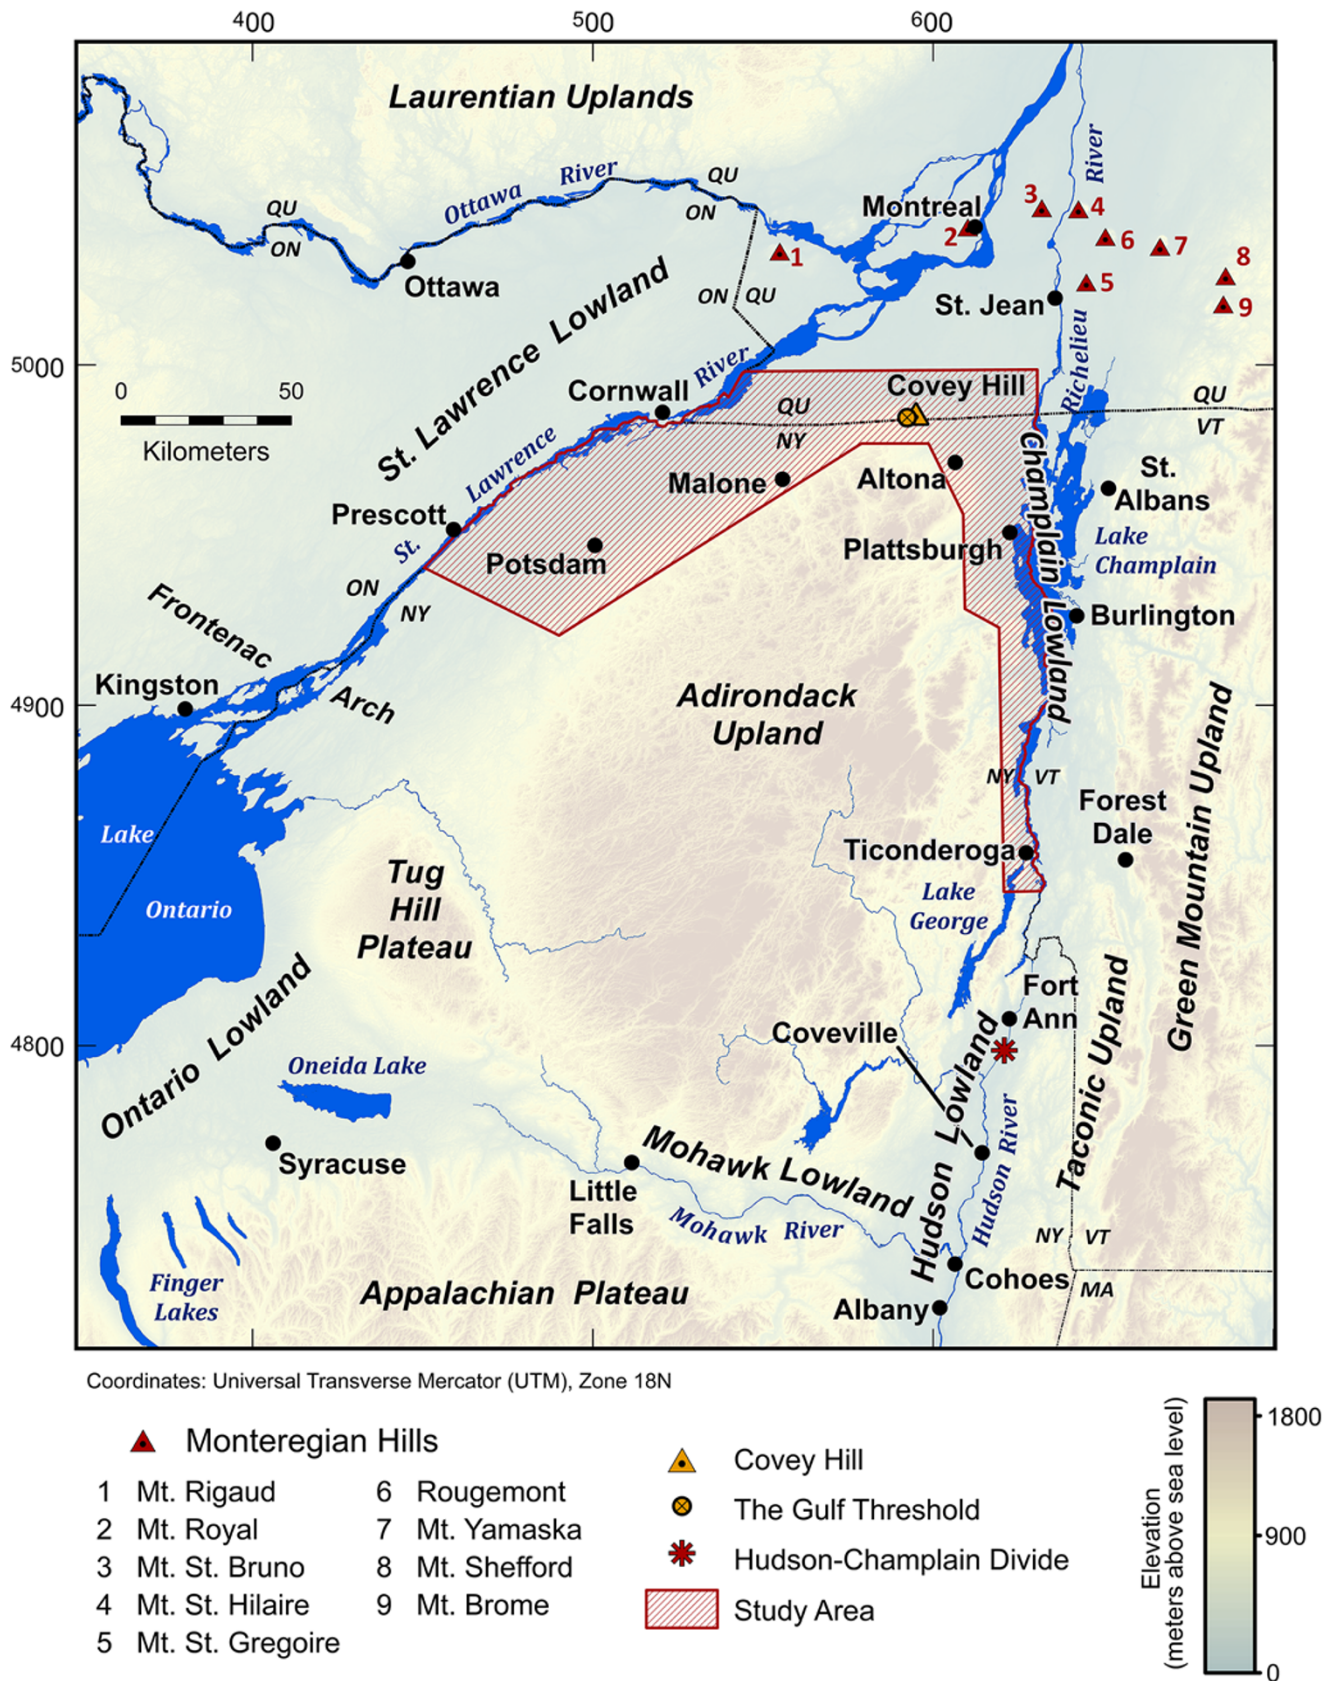 400
500
600
5000
4900
4800
Laurentian Uplands
Ottawa River
QU
ON
QU
ON
Ottawa
Montreal
River
1
2
3
4
5
6
7
8
9
ON
QU
St. Jean
Richelieu
St. Lawrence Lowland
0
50
Kilometers
Cornwall
River
Lawrence
St.
Covey Hill
QU
NY
QU
VT
Malone
Altona
St.
Albans
Prescott
Potsdam
Plattsburgh
Champlain Lowland
Lake
Champlain
Burlington
ON
NY
Frontenac
Arch
Kingston
Adirondack
Upland
NY
VT
Green Mountain Upland
Forest
Dale
Ticonderoga
Lake
George
Lake
Ontario
Tug
Hill
Plateau
Ontario Lowland
Oneida Lake
Syracuse
Coveville
Fort
Ann
Taconic Upland
Hudson Lowland
Hudson River
Mohawk Lowland
Little
Falls
Mohawk River
NY
VT
MA
Finger
Lakes
Appalachian Plateau
Cohoes
Albany
Coordinates: Universal Transverse Mercator (UTM), Zone 18N
Monteregian Hills
1 Mt. Rigaud
2 Mt. Royal
3 Mt. St. Bruno
4 Mt. St. Hilaire
5 Mt. St. Gregoire
6 Rougemont
7 Mt. Yamaska
8 Mt. Shefford
9 Mt. Brome
Covey Hill
The Gulf Threshold
Hudson-Champlain Divide
Study Area
Elevation
(meters above sea level)
1800
900
0